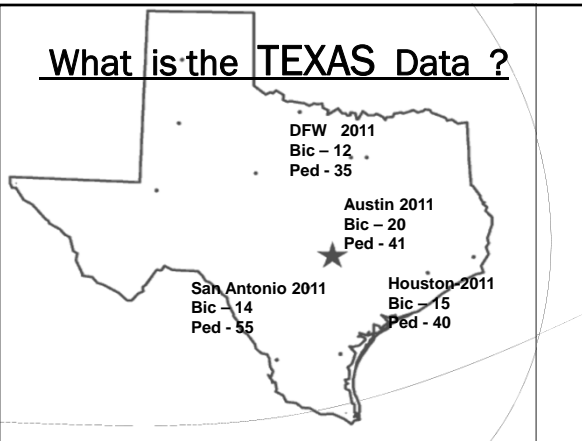 What is the TEXAS Data ?
DFW 2011
Bic – 12
Ped - 35
Austin 2011
Bic – 20
Ped - 41
San Antonio 2011
Bic – 14
Ped - 55
Houston-2011
Bic – 15
Ped - 40